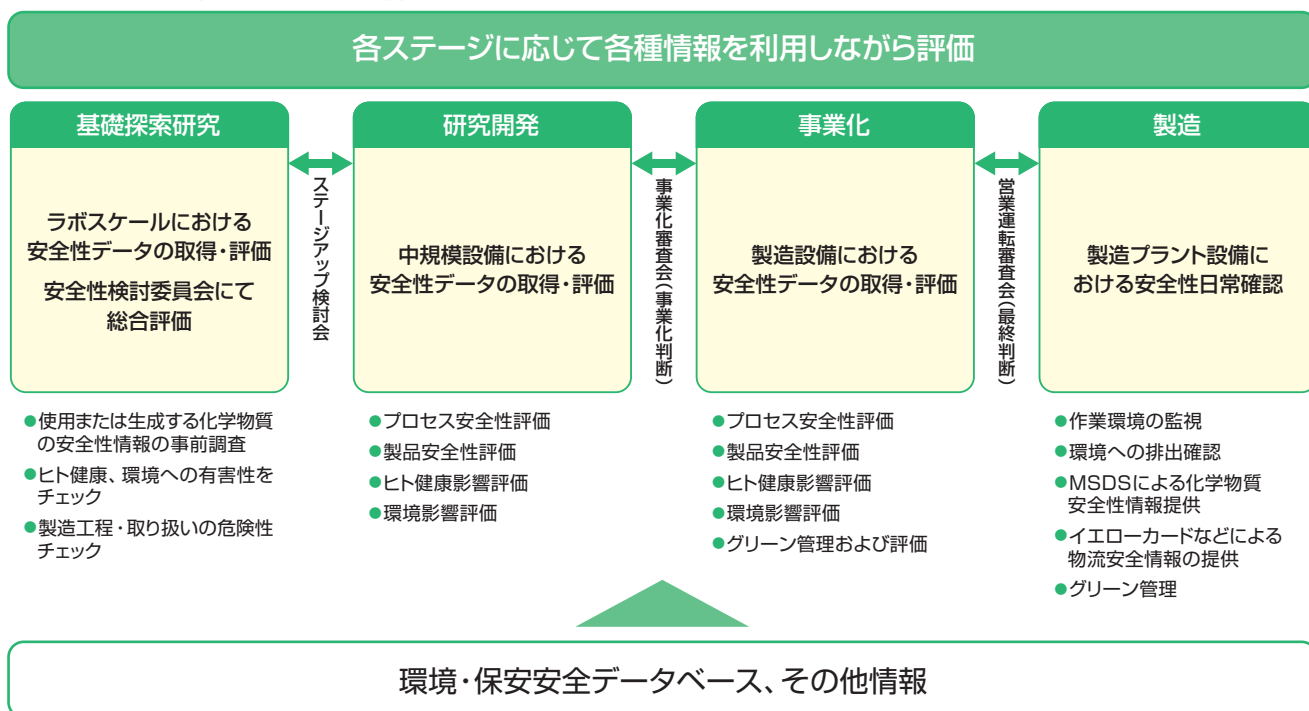 各ステージに応じて各種情報を利用しながら評価
基礎探索研究
ラボスケールにおける
安全性データの取得・評価
安全性検討委員会にて
総合評価
●使用または生成する化学物質
の安全性情報の事前調査
●ヒト健康、環境への有害性を
チェック
●製造工程・取り扱いの危険性
チェック
ステージアップ検討会
研究開発
中規模設備における
安全性データの取得・評価
●プロセス安全性評価
●製品安全性評価
●ヒト健康影響評価
●環境影響評価
事業化審査会(事業化判断)
事業化
製造設備における
安全性データの取得・評価
●プロセス安全性評価
●製品安全性評価
●ヒト健康影響評価
●環境影響評価
●グリーン管理および評価
営業運転審査会(最終判断)
製造
製造プラント設備に
おける安全性日常確認
●作業環境の監視
●環境への排出確認
●MSDSによる化学物質
安全性情報提供
●イエローカードなどによる
物流安全情報の提供
●グリーン管理
環境・保安安全データベース、その他情報